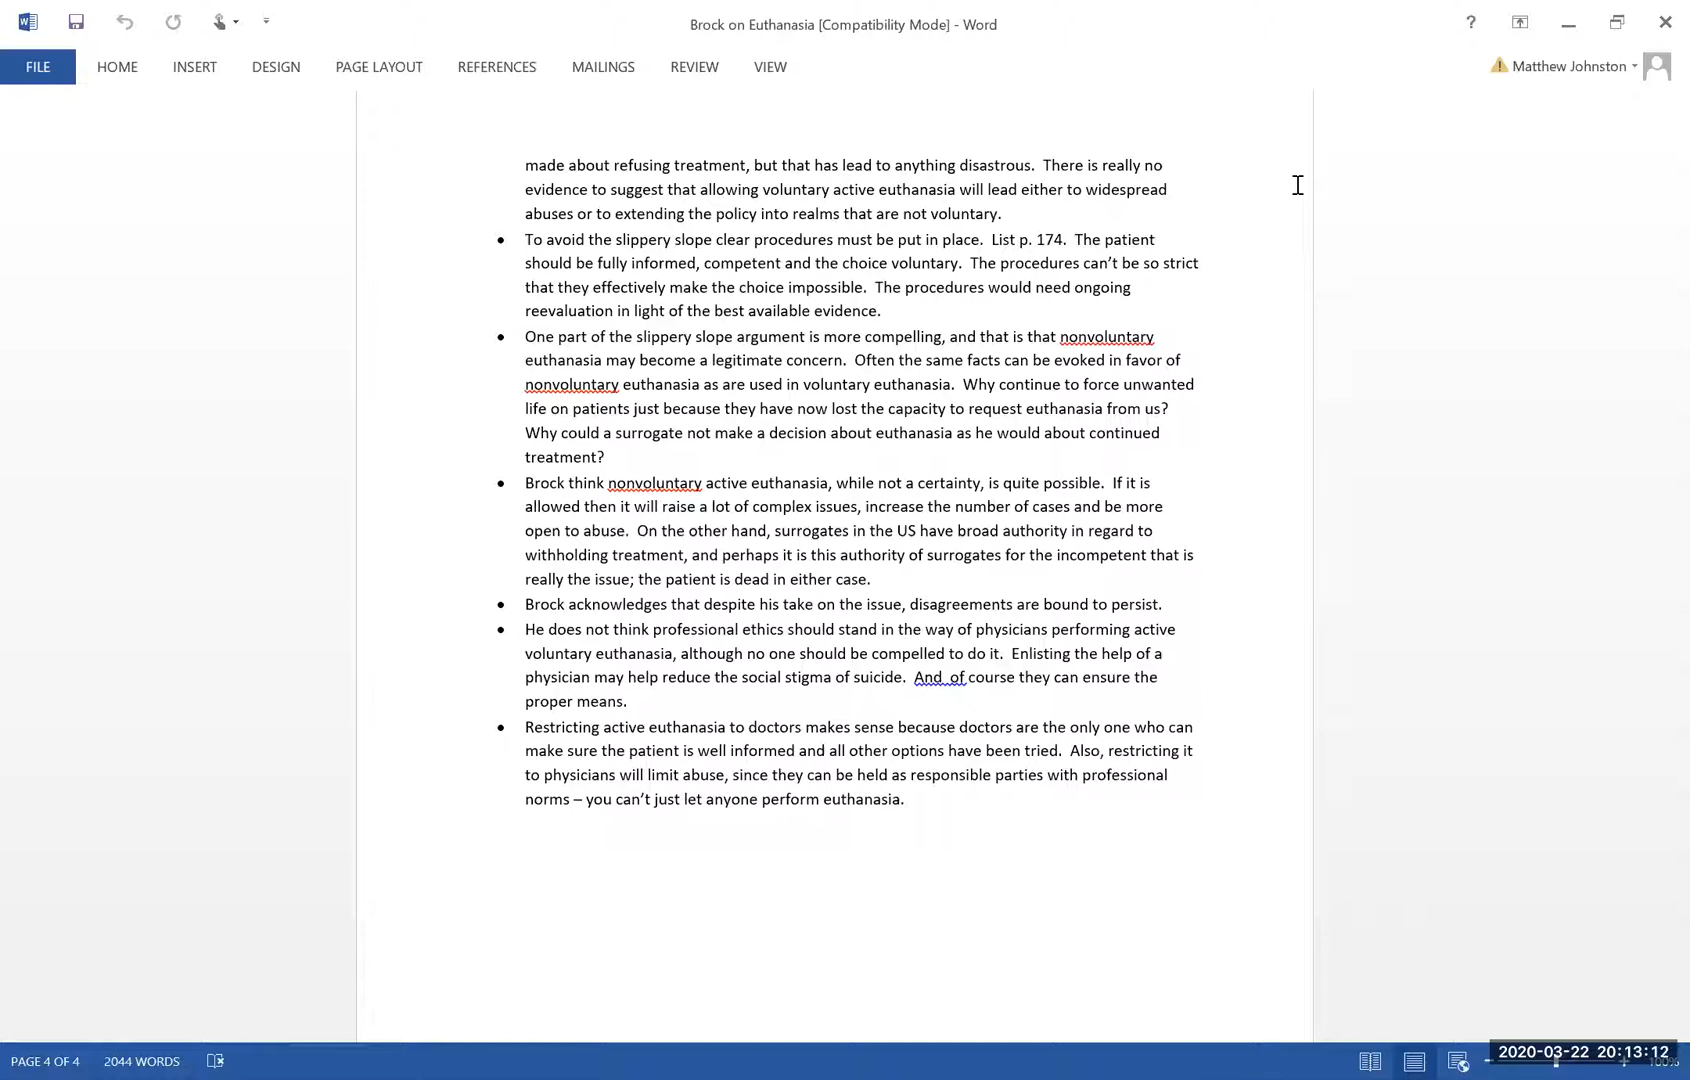 Brock on Euthanasia [Compatibility Mode] - Word
?
FILE
HOME
INSERT
DESIGN
PAGE LAYOUT
REFERENCES
MAILINGS
REVIEW
VIEW
Matthew Johnston
made about refusing treatment, but that has lead to anything disastrous.  There is really no
evidence to suggest that allowing voluntary active euthanasia will lead either to widespread
abuses or to extending the policy into realms that are not voluntary.
• To avoid the slippery slope clear procedures must be put in place.  List p. 174.  The patient
should be fully informed, competent and the choice voluntary.  The procedures can’t be so strict
that they effectively make the choice impossible.  The procedures would need ongoing
reevaluation in light of the best available evidence.
• One part of the slippery slope argument is more compelling, and that is that nonvoluntary
euthanasia may become a legitimate concern.  Often the same facts can be evoked in favor of
nonvoluntary euthanasia as are used in voluntary euthanasia.  Why continue to force unwanted
life on patients just because they have now lost the capacity to request euthanasia from us?
Why could a surrogate not make a decision about euthanasia as he would about continued
treatment?
• Brock think nonvoluntary active euthanasia, while not a certainty, is quite possible.  If it is
allowed then it will raise a lot of complex issues, increase the number of cases and be more
open to abuse.  On the other hand, surrogates in the US have broad authority in regard to
withholding treatment, and perhaps it is this authority of surrogates for the incompetent that is
really the issue; the patient is dead in either case.
• Brock acknowledges that despite his take on the issue, disagreements are bound to persist.
• He does not think professional ethics should stand in the way of physicians performing active
voluntary euthanasia, although no one should be compelled to do it.  Enlisting the help of a
physician may help reduce the social stigma of suicide.  And  of course they can ensure the
proper means.
• Restricting active euthanasia to doctors makes sense because doctors are the only one who can
make sure the patient is well informed and all other options have been tried.  Also, restricting it
to physicians will limit abuse, since they can be held as responsible parties with professional
norms – you can’t just let anyone perform euthanasia.
PAGE 4 OF 4
2044 WORDS
2020-03-22 20:13:12
100%